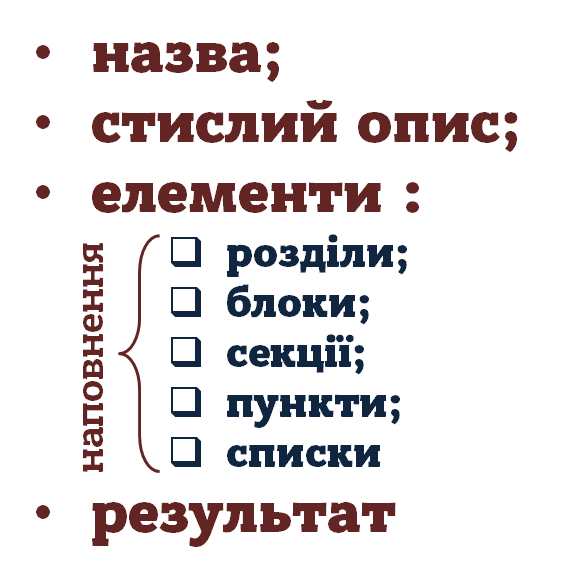 • назва;
• стислий опис;
• елементи :
наповнення
❑ розділи;
❑ блоки;
❑ секції;
❑ пункти;
❑ списки
• результат